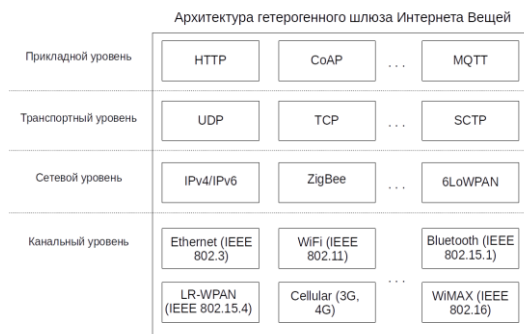 Архитектура гетерогенного шлюза Интернета Вещей
Прикладной уровень
HTTP
CoAP
. . .
MQTT
Транспортный уровень
UDP
TCP
. . .
SCTP
Сетевой уровень
IPv4/IPv6
ZigBee
. . .
6LoWPAN
Канальный уровень
Ethernet (IEEE
802.3)
WiFi (IEEE
802.11)
Bluetooth (IEEE
802.15.1)
. . .
LR-WPAN
(IEEE 802.15.4)
Cellular (3G,
4G)
WiMAX (IEEE
802.16)